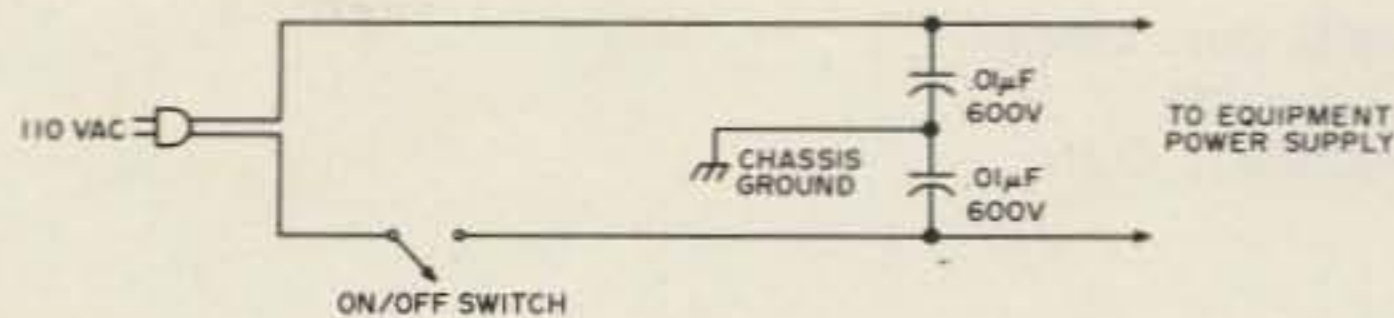 110 VAC
.01µF
600V
TO EQUIPMENT
POWER SUPPLY
CHASSIS
GROUND
.01µF
600V
ON/OFF SWITCH